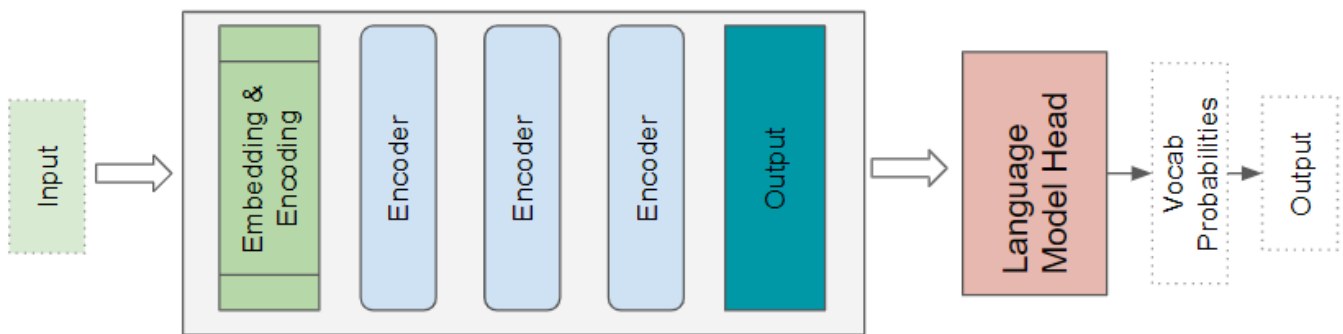 Input
Embedding &
Encoding
Encoder
Encoder
Encoder
Output
Language
Model Head
Vocab
Probabilities
Output